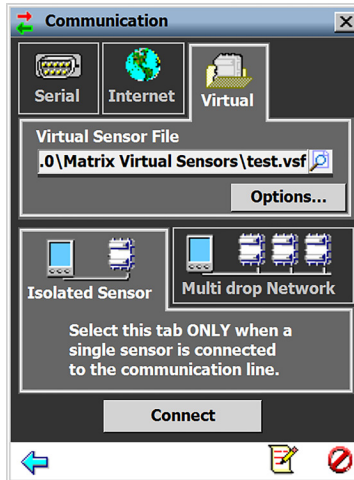 Communication
Serial
Internet
Virtual
Virtual Sensor File
.0\Matrix Virtual Sensors\test.vsf
Options...
Isolated Sensor
Multi drop Network
Select this tab ONLY when a
single sensor is connected
to the communication line.
Connect